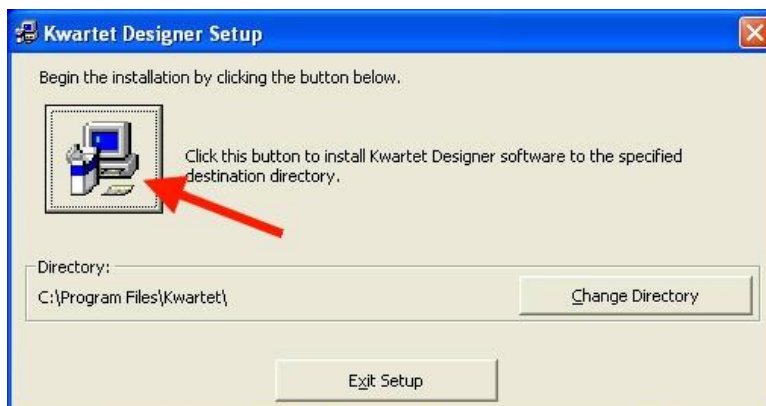 Kwartet Designer Setup
Begin the installation by clicking the button below.
Click this button to install Kwartet Designer software to the specified
destination directory.
Directory:
C:\Program Files\Kwartet\
Change Directory
Exit Setup